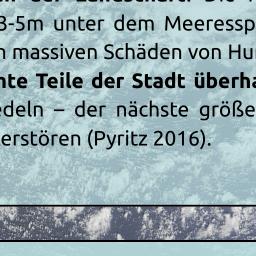 3-5m unter dem Meeressp
n massiven Schäden von Hu
nte Teile der Stadt überha
edeln – der nächste größe
erstören (Pyritz 2016).